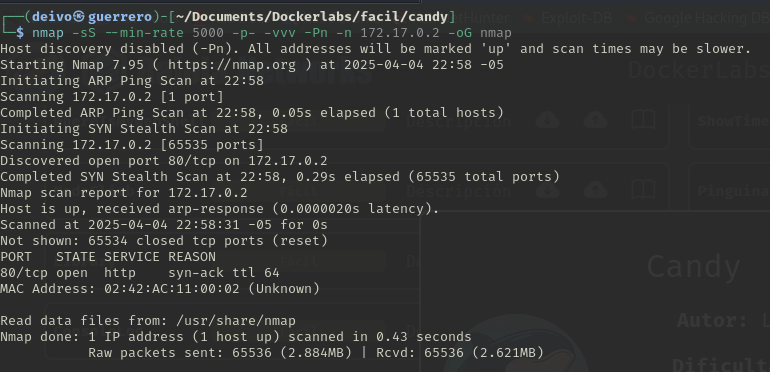 ┌──(deivo㉿guerrero)-[~/Documents/Dockerlabs/facil/candy]
└─$ nmap -sS --min-rate 5000 -p- -vvv -Pn -n 172.17.0.2 -oG nmap
Host discovery disabled (-Pn). All addresses will be marked 'up' and scan times may be slower.
Starting Nmap 7.95 ( https://nmap.org ) at 2025-04-04 22:58 -05
Initiating ARP Ping Scan at 22:58
Scanning 172.17.0.2 [1 port]
Completed ARP Ping Scan at 22:58, 0.05s elapsed (1 total hosts)
Initiating SYN Stealth Scan at 22:58
Scanning 172.17.0.2 [65535 ports]
Discovered open port 80/tcp on 172.17.0.2
Completed SYN Stealth Scan at 22:58, 0.29s elapsed (65535 total ports)
Nmap scan report for 172.17.0.2
Host is up, received arp-response (0.0000020s latency).
Scanned at 2025-04-04 22:58:31 -05 for 0s
Not shown: 65534 closed tcp ports (reset)
PORT   STATE SERVICE REASON
80/tcp open  http    syn-ack ttl 64
MAC Address: 02:42:AC:11:00:02 (Unknown)
Read data files from: /usr/share/nmap
Nmap done: 1 IP address (1 host up) scanned in 0.43 seconds
Raw packets sent: 65536 (2.884MB) | Rcvd: 65536 (2.621MB)
Exploit-DB
Google Hacking DB
DockerLabs
Description
ShowTime
Description
Pinguina
Candy
Autor: